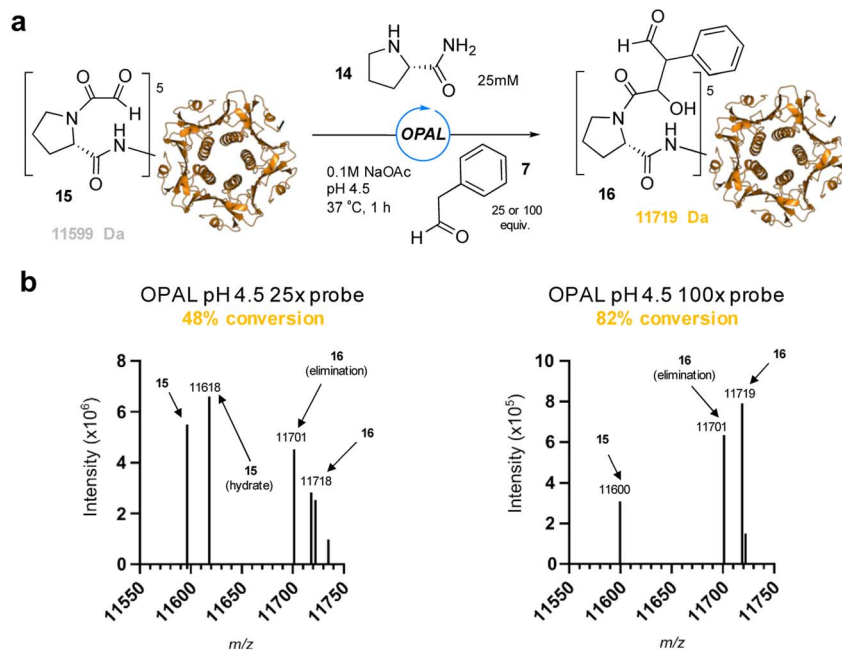 a
O
O
5
H
N
O
NH
15
11599 Da
14
H
N
NH₂
O
25mM
OPAL
0.1M NaOAc
pH 4.5
37 °C, 1 h
7
O
H
25 or 100
equiv.
O
H
O
OH
5
N
NH
O
16
11719 Da
b
OPAL pH 4.5 25x probe
48% conversion
Intensity (x10⁶)
8
6
4
2
0
15
11618
15
(hydrate)
16
(elimination)
11701
16
11718
11550
11600
11650
11700
11750
m/z
OPAL pH 4.5 100x probe
82% conversion
Intensity (x10⁵)
10
8
6
4
2
0
15
11600
16
(elimination)
11701
16
11719
11550
11600
11650
11700
11750
m/z